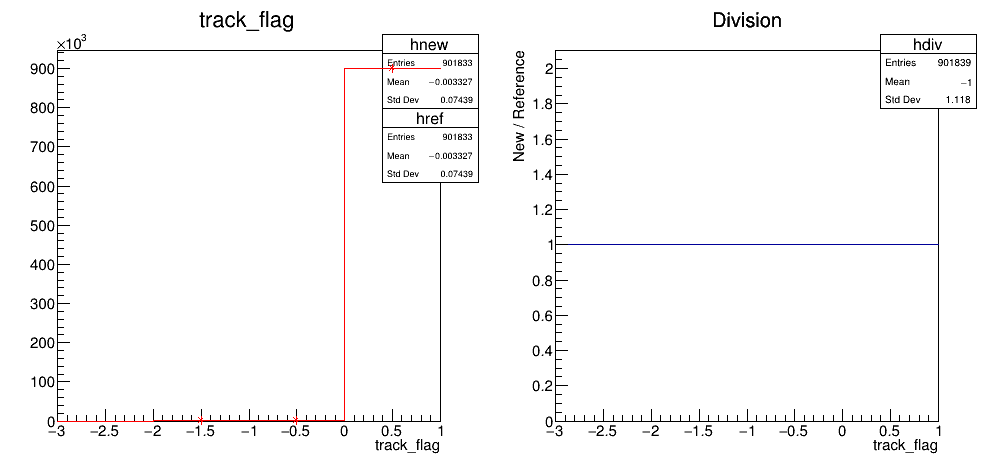 track_flag
×10³
900
800
700
600
500
400
300
200
100
0
−3 −2.5 −2 −1.5 −1 −0.5 0 0.5 1
track_flag
hnew
Entries 901833
Mean −0.003327
Std Dev 0.07439
href
Entries 901833
Mean −0.003327
Std Dev 0.07439
Division
New / Reference
2
1.8
1.6
1.4
1.2
1
0.8
0.6
0.4
0.2
0
−3 −2.5 −2 −1.5 −1 −0.5 0 0.5 1
track_flag
hdiv
Entries 901839
Mean −1
Std Dev 1.118